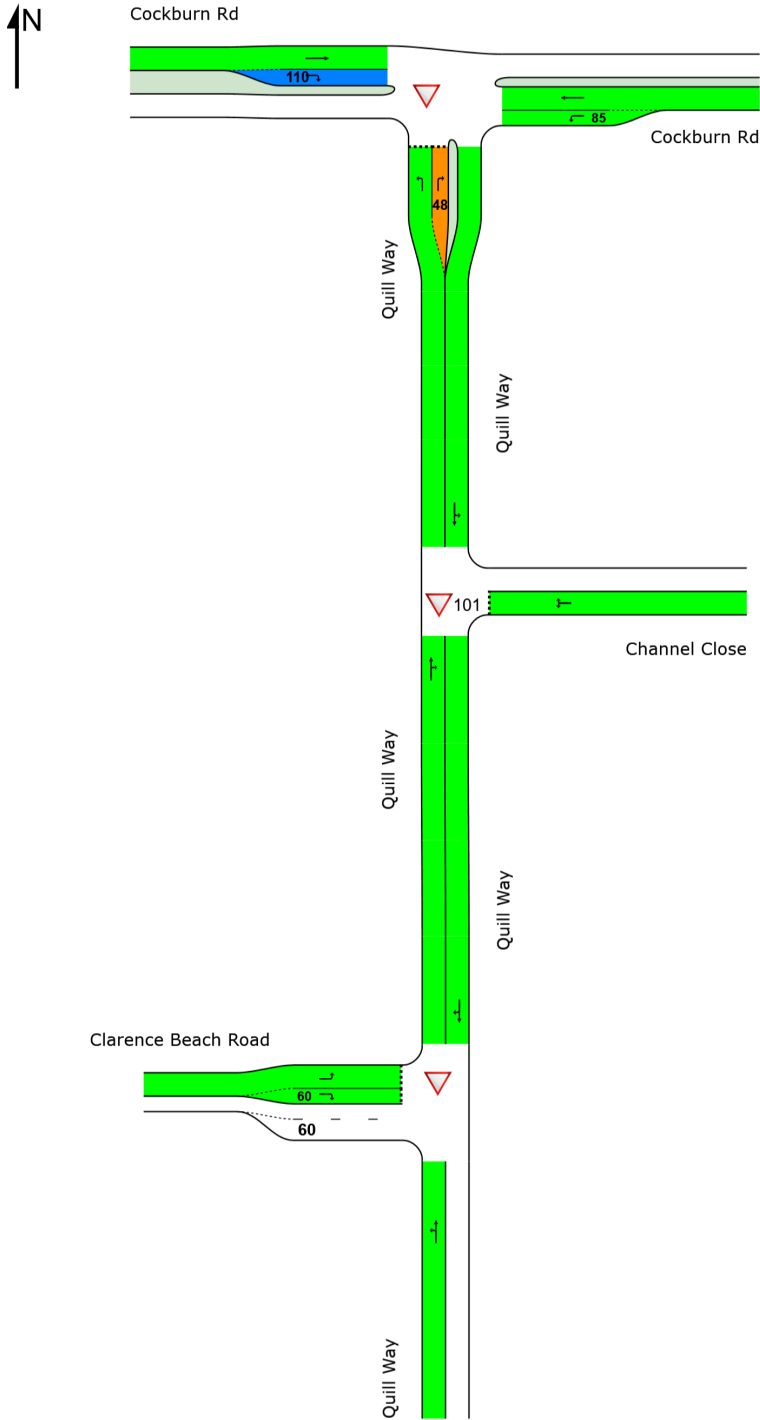 N
Cockburn Rd
110
85
Cockburn Rd
48
Quill Way
Quill Way
101
Channel Close
Quill Way
Quill Way
Clarence Beach Road
60
60
Quill Way